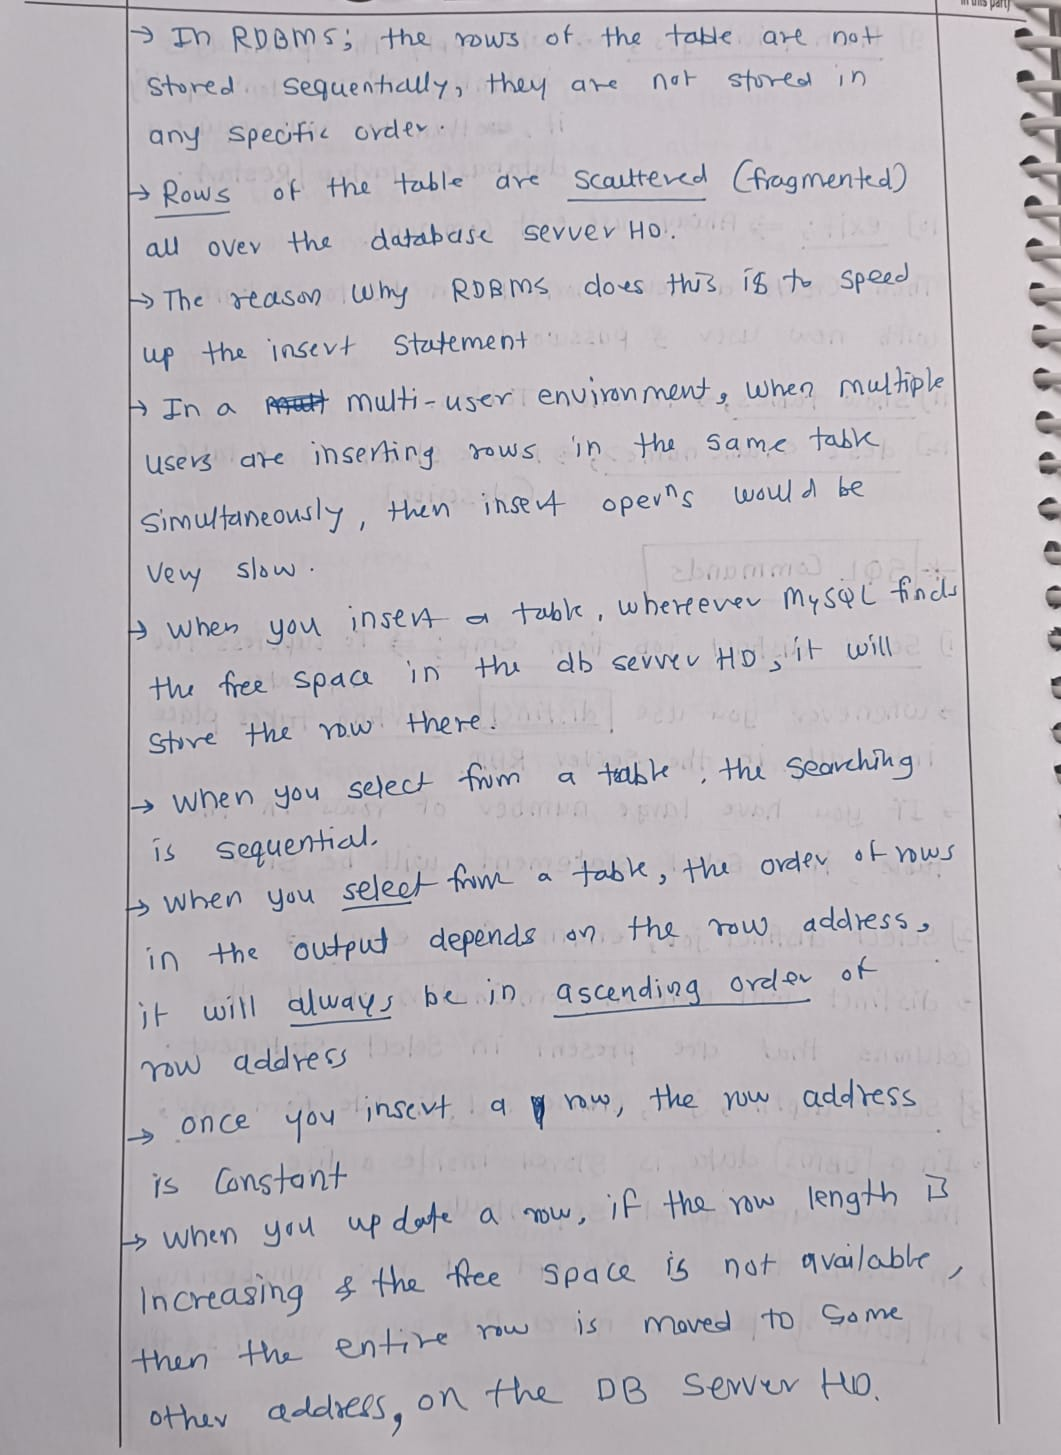 → In RDBMS; the rows of the table are not
stored sequentially, they are not stored in
any specific order.
→ Rows of the table are scattered (fragmented)
all over the database server HD.
→ The reason why RDBMS does this is to speed
up the insert statement
→ In a multi-user environment, when multiple
users are inserting rows in the same table
simultaneously, then insert operⁿs would be
very slow.
→ when you insert a table, whereever MySQL finds
the free space in the db server HD, it will
store the row there.
→ when you select from a table, the searching
is sequential.
→ when you select from a table, the order of rows
in the output depends on the row address,
it will always be in ascending order of
row address
→ once you insert a row, the row address
is constant
→ when you update a row, if the row length is
increasing & the free space is not available,
then the entire row is moved to some
other address, on the DB Server HD.